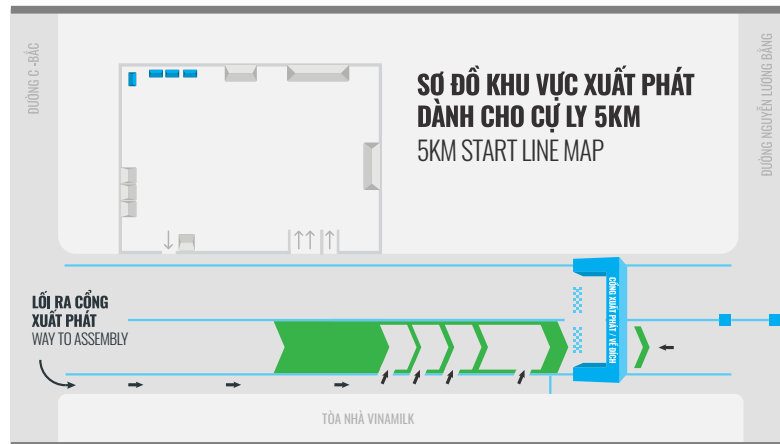 SƠ ĐỒ KHU VỰC XUẤT PHÁT
DÀNH CHO CỰ LY 5KM
5KM START LINE MAP
ĐƯỜNG C -BẮC
ĐƯỜNG NGUYỄN LƯƠNG BẰNG
LỐI RA CỔNG
XUẤT PHÁT
WAY TO ASSEMBLY
CỔNG XUẤT PHÁT / VỀ ĐÍCH
TÒA NHÀ VINAMILK